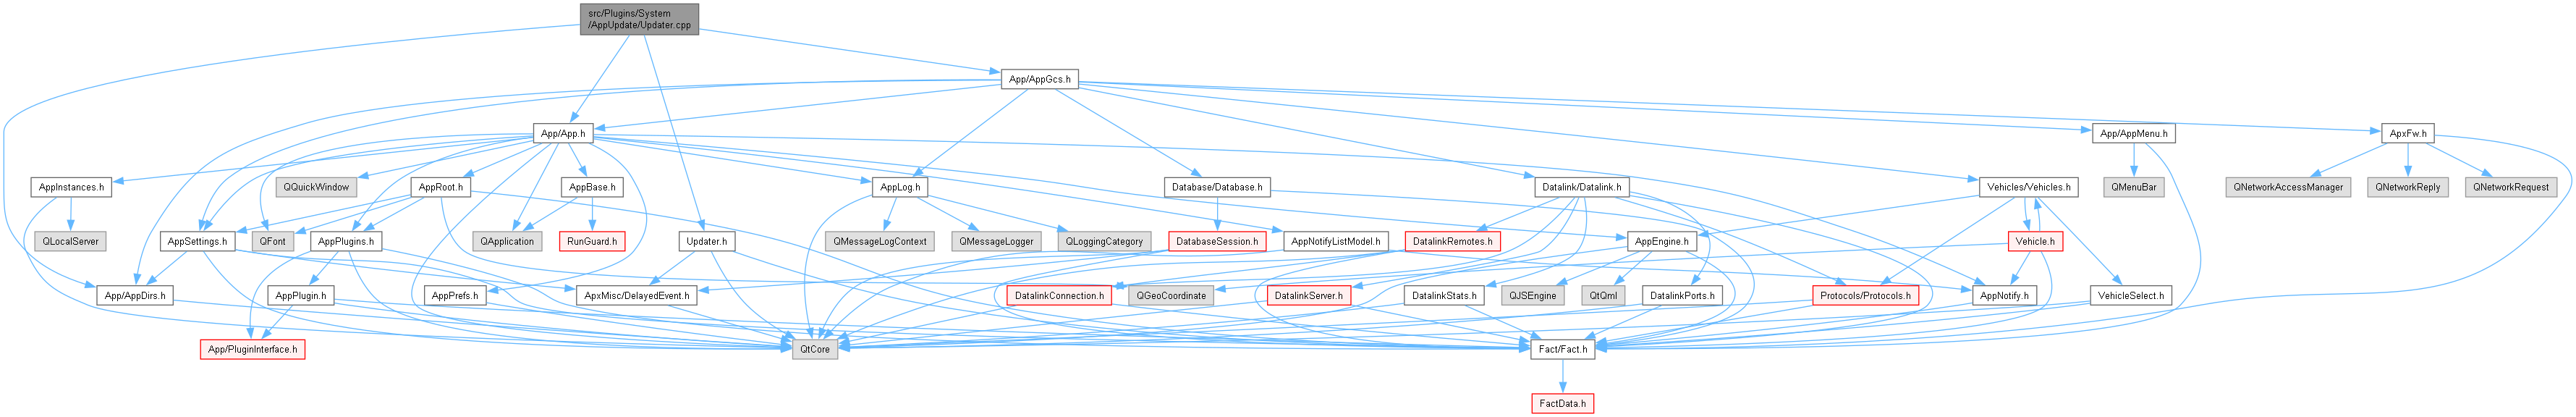 src/Plugins/System
/AppUpdate/Updater.cpp
App/AppGcs.h
App/App.h
App/AppMenu.h
ApxFw.h
AppInstances.h
QQuickWindow
AppRoot.h
AppBase.h
AppLog.h
Database/Database.h
Datalink/Datalink.h
Vehicles/Vehicles.h
QMenuBar
QNetworkAccessManager
QNetworkReply
QNetworkRequest
QLocalServer
AppSettings.h
QFont
AppPlugins.h
QApplication
RunGuard.h
Updater.h
QMessageLogContext
QMessageLogger
QLoggingCategory
DatabaseSession.h
AppNotifyListModel.h
DatalinkRemotes.h
AppEngine.h
Vehicle.h
App/AppDirs.h
AppPlugin.h
AppPrefs.h
ApxMisc/DelayedEvent.h
DatalinkConnection.h
QGeoCoordinate
DatalinkServer.h
DatalinkStats.h
QJSEngine
QtQml
DatalinkPorts.h
Protocols/Protocols.h
AppNotify.h
VehicleSelect.h
App/PluginInterface.h
QtCore
Fact/Fact.h
FactData.h